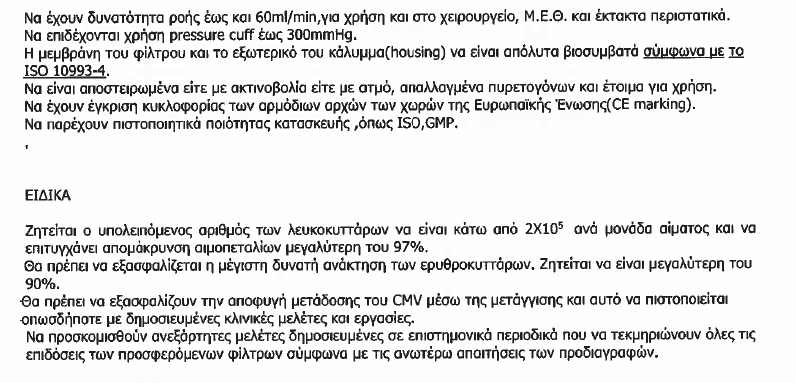 Να έχουν δυνατότητα ροής έως και 60ml/min,για χρήση και στο χειρουργείο, Μ.Ε.Θ. και έκτακτα περιστατικά.
Να επιδέχονται χρήση pressure cuff έως 300mmHg.
Η μεμβράνη του φίλτρου και το εξωτερικό του κάλυμμα(housing) να είναι απόλυτα βιοσυμβατά σύμφωνα με το
ISO 10993-4.
Να είναι αποστειρωμένα είτε με ακτινοβολία είτε με ατμό, απαλλαγμένα πυρετογόνων και έτοιμα για χρήση.
Να έχουν έγκριση κυκλοφορίας των αρμόδιων αρχών των χωρών της Ευρωπαϊκής Ένωσης(CE marking).
Να παρέχουν πιστοποιητικά ποιότητας κατασκευής ,όπως ISO,GMP.
ΕΙΔΙΚΑ
Ζητείται ο υπολειπόμενος αριθμός των λευκοκυττάρων να είναι κάτω από 2Χ10⁵ ανά μονάδα αίματος και να
επιτυγχάνει απομάκρυνση αιμοπεταλίων μεγαλύτερη του 97%.
Θα πρέπει να εξασφαλίζεται η μέγιστη δυνατή ανάκτηση των ερυθροκυττάρων. Ζητείται να είναι μεγαλύτερη του
90%.
Θα πρέπει να εξασφαλίζουν την αποφυγή μετάδοσης του CMV μέσω της μετάγγισης και αυτό να πιστοποιείται
οπωσδήποτε με δημοσιευμένες κλινικές μελέτες και εργασίες.
Να προσκομισθούν ανεξάρτητες μελέτες δημοσιευμένες σε επιστημονικά περιοδικά που να τεκμηριώνουν όλες τις
επιδόσεις των προσφερόμενων φίλτρων σύμφωνα με τις ανωτέρω απαιτήσεις των προδιαγραφών.